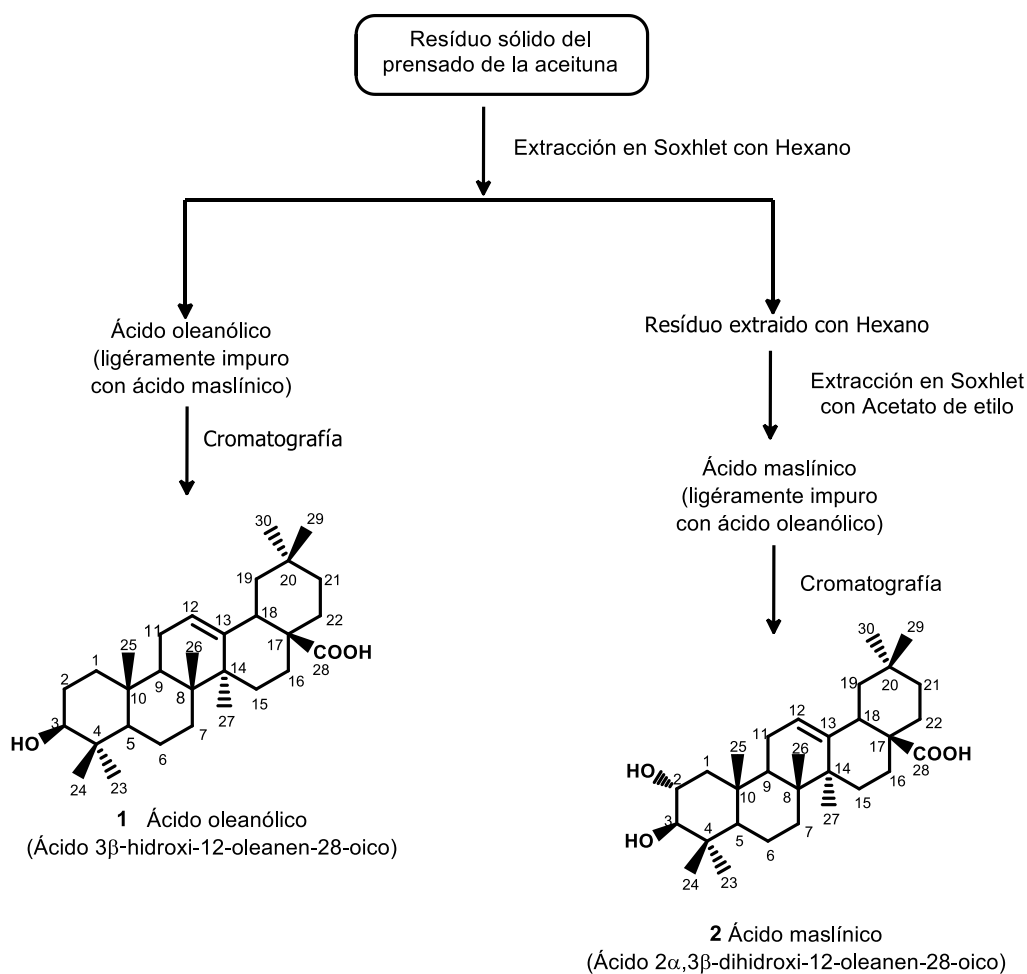 Resíduo sólido del
prensado de la aceituna
Extracción en Soxhlet con Hexano
Ácido oleanólico
(ligéramente impuro
con ácido maslínico)
Cromatografía
Resíduo extraido con Hexano
Extracción en Soxhlet
con Acetato de etilo
Ácido maslínico
(ligéramente impuro
con ácido oleanólico)
Cromatografía
30
29
19
20
21
12
18
22
11
13
17
25
26
COOH
28
1
14
16
2
9
10
8
15
3
27
HO
4
5
7
6
24
23
1 Ácido oleanólico
(Ácido 3β-hidroxi-12-oleanen-28-oico)
30
29
19
20
21
12
18
22
11
13
17
25
26
COOH
28
1
14
16
HO
2
9
10
8
15
3
27
HO
4
5
7
6
24
23
2 Ácido maslínico
(Ácido 2α,3β-dihidroxi-12-oleanen-28-oico)